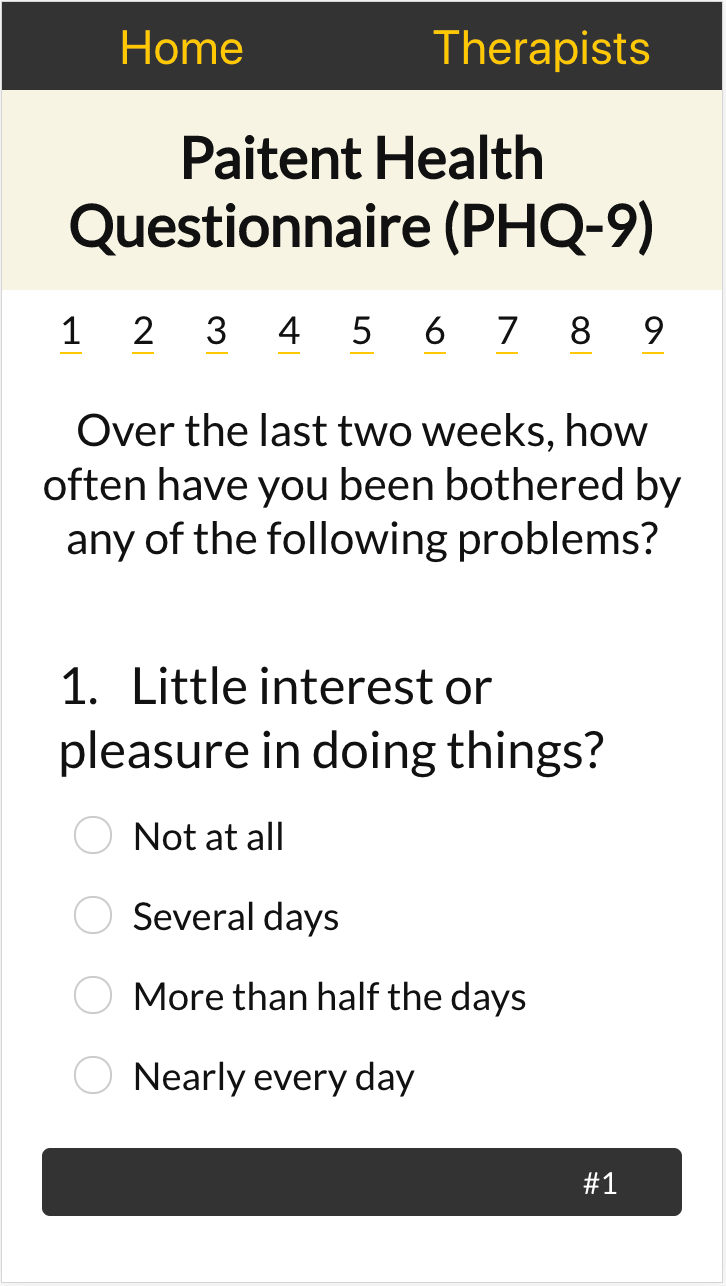 Home Therapists
Paitent Health
Questionnaire (PHQ-9)
1 2 3 4 5 6 7 8 9
Over the last two weeks, how
often have you been bothered by
any of the following problems?
1. Little interest or
pleasure in doing things?
Not at all
Several days
More than half the days
Nearly every day
#1